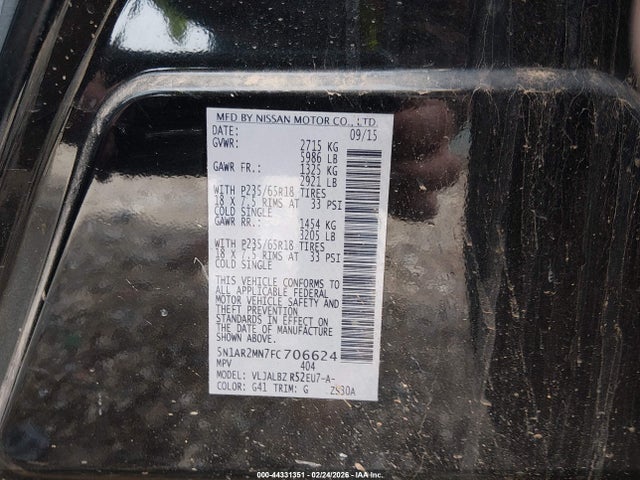 MFD BY NISSAN MOTOR CO., LTD.
DATE: 09/15
GVWR: 2715 KG
5986 LB
GAWR FR.: 1325 KG
2921 LB
WITH P235/65R18 TIRES
18 X 7.5 RIMS AT 33 PSI
COLD SINGLE
GAWR RR.: 1454 KG
3205 LB
WITH P235/65R18 TIRES
18 X 7.5 RIMS AT 33 PSI
COLD SINGLE
THIS VEHICLE CONFORMS TO
ALL APPLICABLE FEDERAL
MOTOR VEHICLE SAFETY AND
THEFT PREVENTION
STANDARDS IN EFFECT ON
THE DATE OF MANUFACTURE
SHOWN ABOVE.
5N1AR2MN7FC706624
MPV 404
MODEL: VLJALBZ R52EU7-A-
COLOR: G41 TRIM: G 2S30A
000-44331351 - 02/24/2026 - IAA Inc.